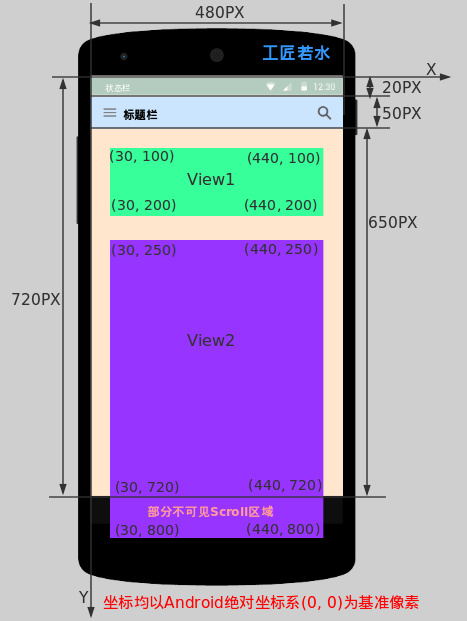 480PX
工匠若水
X
状态栏 12:30
20PX
标题栏
50PX
(30, 100) (440, 100)
View1
(30, 200) (440, 200)
650PX
(30, 250) (440, 250)
720PX
View2
(30, 720) (440, 720)
部分不可见Scroll区域
(30, 800) (440, 800)
Y
坐标均以Android绝对坐标系(0, 0)为基准像素